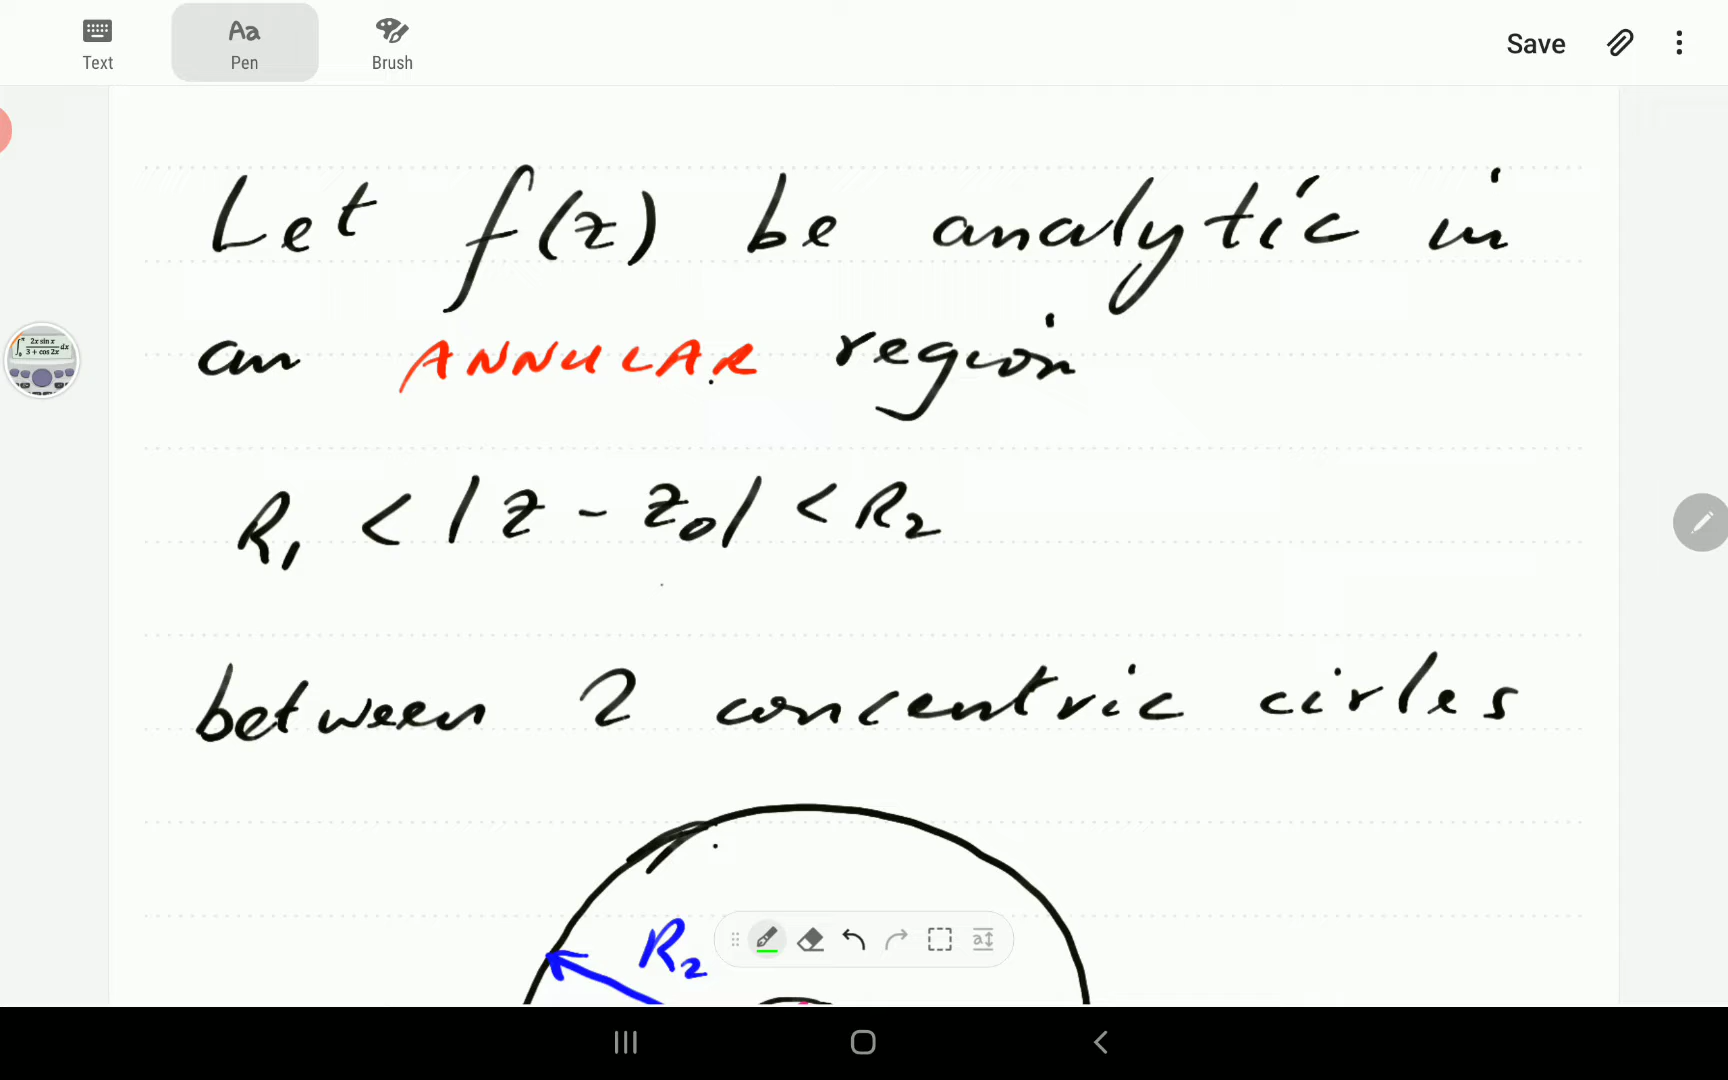 Text
Aa
Pen
Brush
Save
Let f(z) be analytic in
an ANNULAR region
R₁ < |z - z₀| < R₂
between 2 concentric cirles
R₂